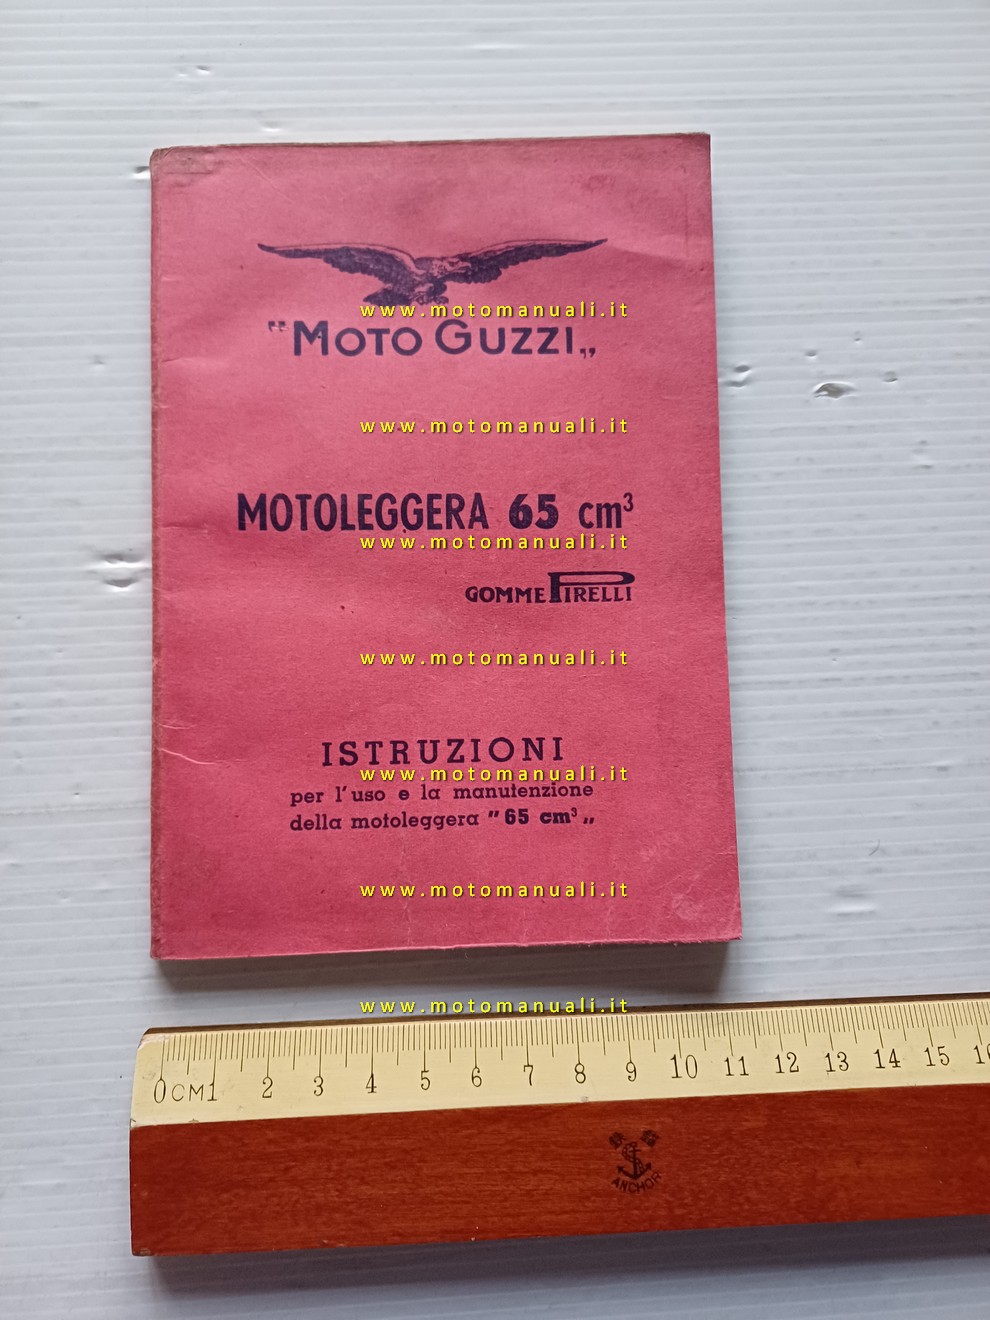 www.motomanuali.it
"MOTO GUZZI„
www.motomanuali.it
MOTOLEGGERA 65 cm³
www.motomanuali.it
GOMME PIRELLI
www.motomanuali.it
ISTRUZIONI
www.motomanuali.it
per l'uso e la manutenzione
della motoleggera "65 cm³„
www.motomanuali.it
www.motomanuali.it
0 CM 1 2 3 4 5 6 7 8 9 10 11 12 13 14 15
ANCHOR